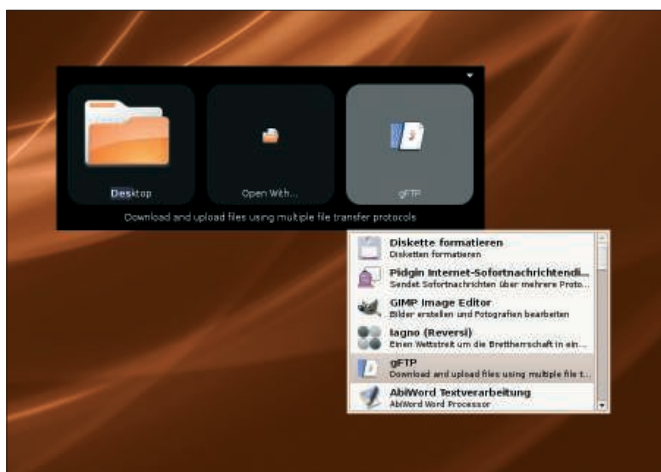 Desktop
Open With...
gFTP
Download and upload files using multiple file transfer protocols
Diskette formatieren
Disketten formatieren
Pidgin Internet-Sofortnachrichtendi...
Sendet Sofortnachrichten über mehrere Proto...
GIMP Image Editor
Bilder erstellen und Fotografien bearbeiten
Iagno (Reversi)
Einen Wettstreit um die Brettherrschaft in ein...
gFTP
Download and upload files using multiple file t...
AbiWord Textverarbeitung
AbiWord Word Processor